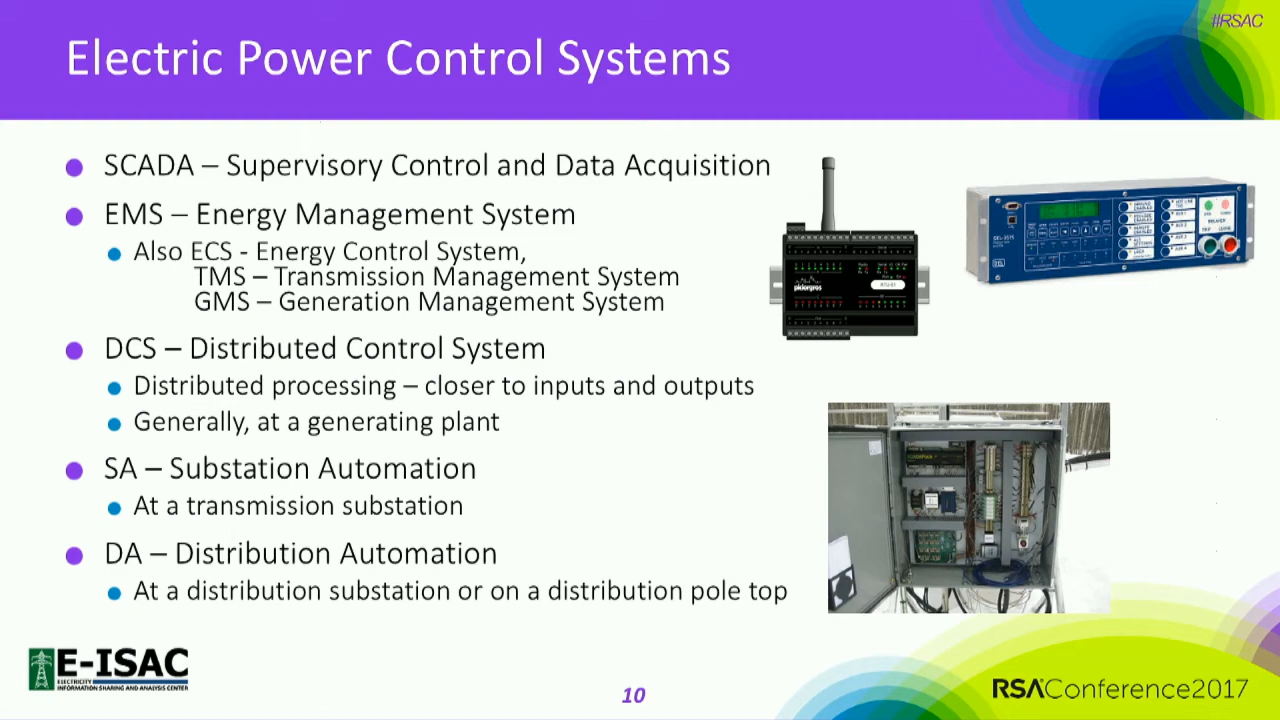 #RSAC
Electric Power Control Systems
SCADA – Supervisory Control and Data Acquisition
EMS – Energy Management System
Also ECS - Energy Control System,
TMS – Transmission Management System
GMS – Generation Management System
DCS – Distributed Control System
Distributed processing – closer to inputs and outputs
Generally, at a generating plant
SA – Substation Automation
At a transmission substation
DA – Distribution Automation
At a distribution substation or on a distribution pole top
E-ISAC
ELECTRICITY
INFORMATION SHARING AND ANALYSIS CENTER
10
RSAConference2017